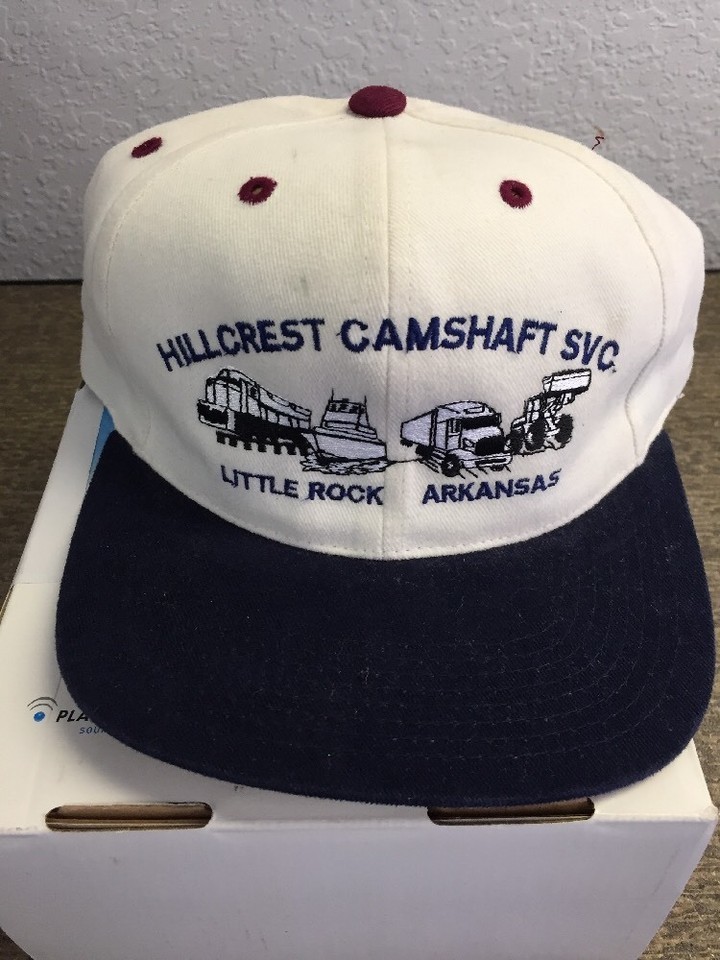 HILLCREST CAMSHAFT SVC.
LITTLE ROCK ARKANSAS